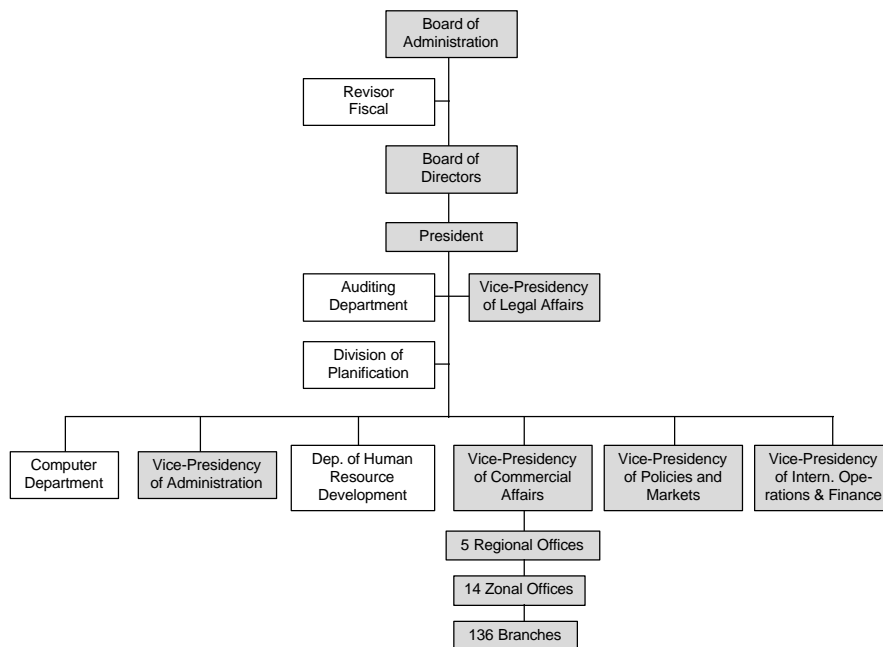 Board of
Administration
Revisor
Fiscal
Board of
Directors
President
Auditing
Department
Vice-Presidency
of Legal Affairs
Division of
Planification
Computer
Department
Vice-Presidency
of Administration
Dep. of Human
Resource
Development
Vice-Presidency
of Commercial
Affairs
Vice-Presidency
of Policies and
Markets
Vice-Presidency
of Intern. Ope-
rations & Finance
5 Regional Offices
14 Zonal Offices
136 Branches